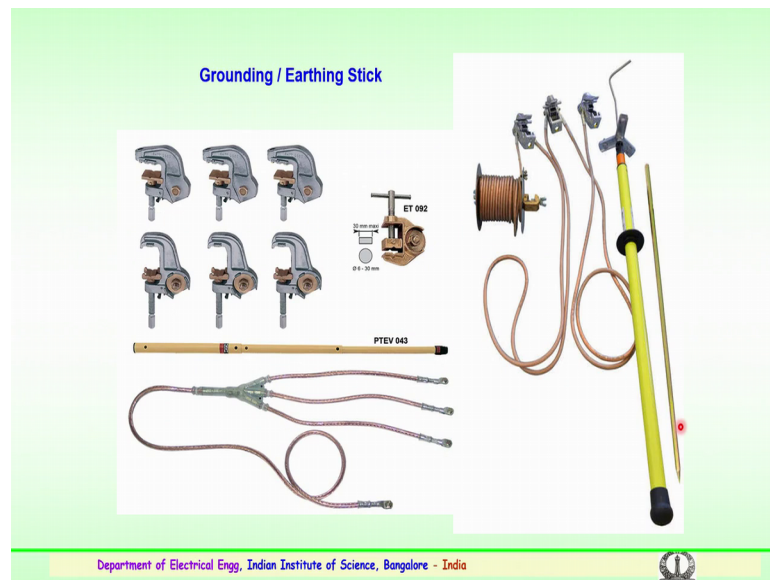 Grounding / Earthing Stick
ET 092
30 mm maxi
Ø 6 - 30 mm
PTEV 043
Department of Electrical Engg, Indian Institute of Science, Bangalore - India